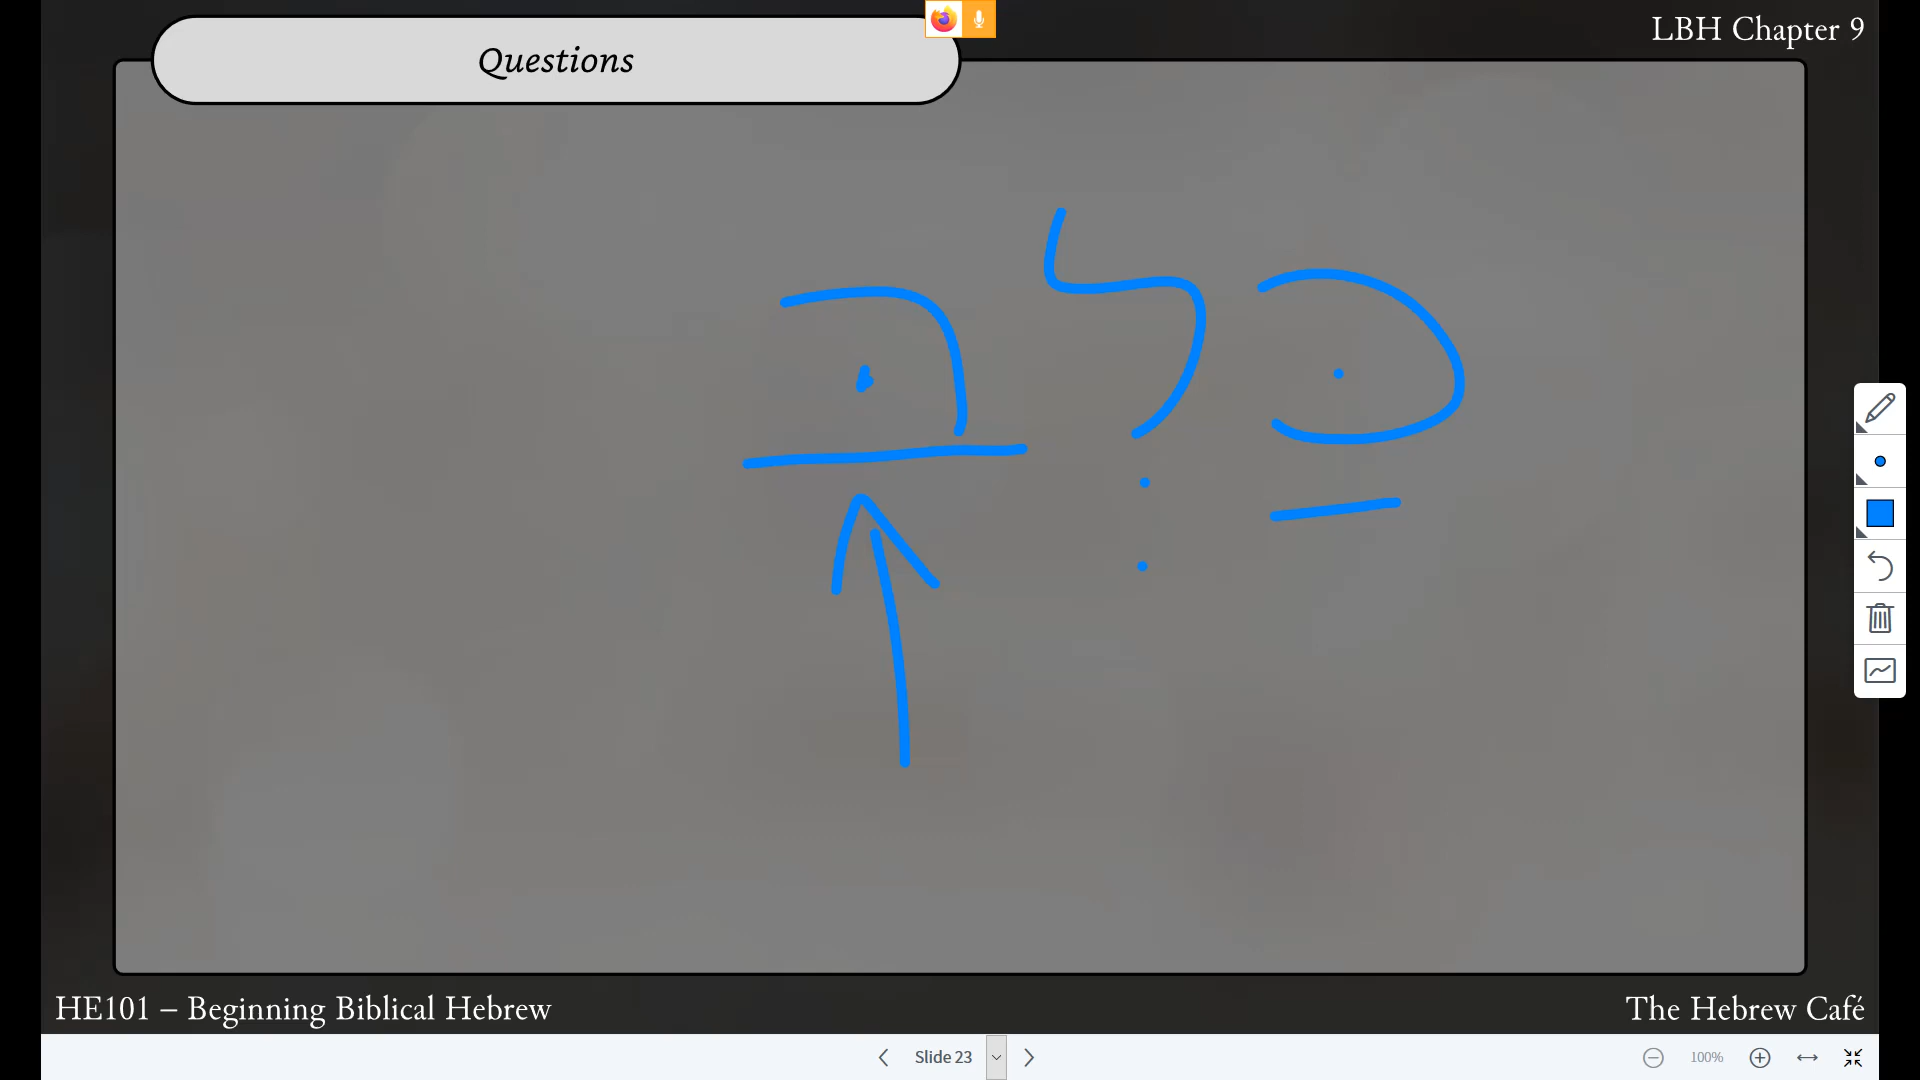 Questions
LBH Chapter 9
כַּלְבּ
HE101 – Beginning Biblical Hebrew
The Hebrew Café
Slide 23
100%